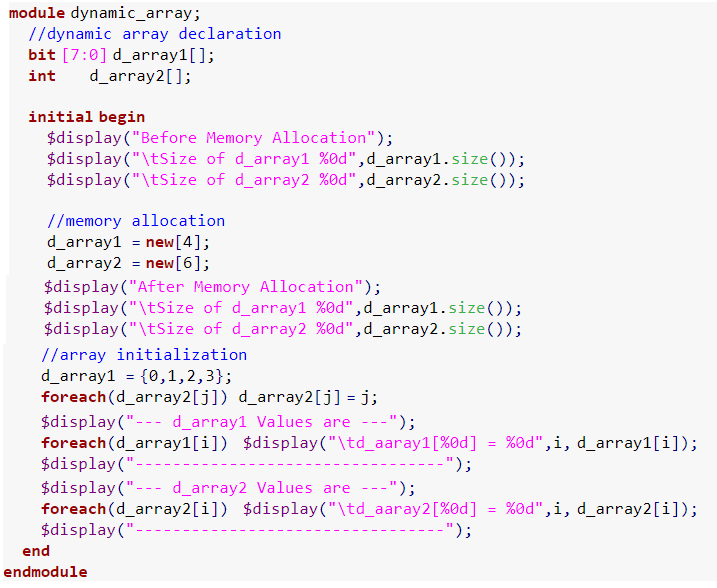 module dynamic_array;
//dynamic array declaration
bit [7:0] d_array1[];
int d_array2[];
initial begin
$display("Before Memory Allocation");
$display("\tSize of d_array1 %0d",d_array1.size());
$display("\tSize of d_array2 %0d",d_array2.size());
//memory allocation
d_array1 = new[4];
d_array2 = new[6];
$display("After Memory Allocation");
$display("\tSize of d_array1 %0d",d_array1.size());
$display("\tSize of d_array2 %0d",d_array2.size());
//array initialization
d_array1 = {0,1,2,3};
foreach(d_array2[j]) d_array2[j] = j;
$display("--- d_array1 Values are ---");
foreach(d_array1[i]) $display("\td_aaray1[%0d] = %0d",i, d_array1[i]);
$display("---------------------------------");
$display("--- d_array2 Values are ---");
foreach(d_array2[i]) $display("\td_aaray2[%0d] = %0d",i, d_array2[i]);
$display("---------------------------------");
end
endmodule